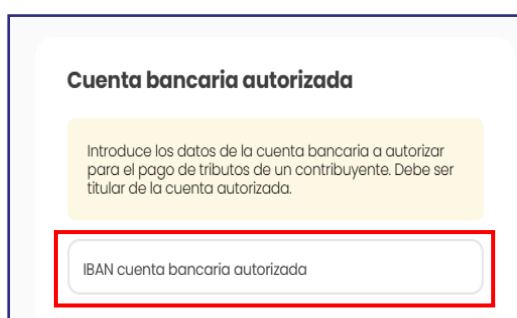 Cuenta bancaria autorizada
Introduce los datos de la cuenta bancaria a autorizar
para el pago de tributos de un contribuyente. Debe ser
titular de la cuenta autorizada.
IBAN cuenta bancaria autorizada